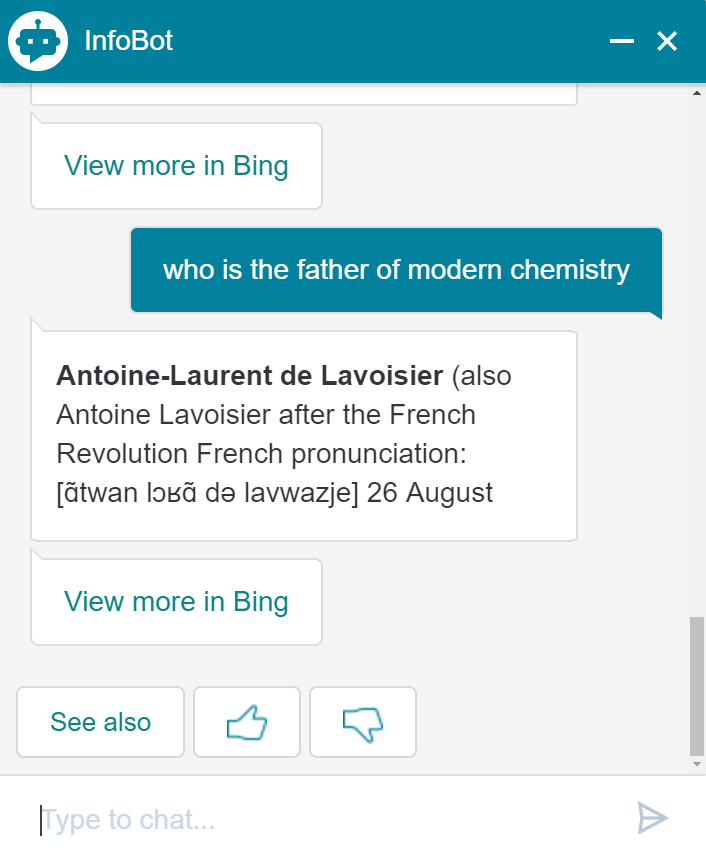 InfoBot
View more in Bing
who is the father of modern chemistry
Antoine-Laurent de Lavoisier (also
Antoine Lavoisier after the French
Revolution French pronunciation:
[ɑ̃twan lɔʁɑ̃ də lavwazje] 26 August
View more in Bing
See also
Type to chat...